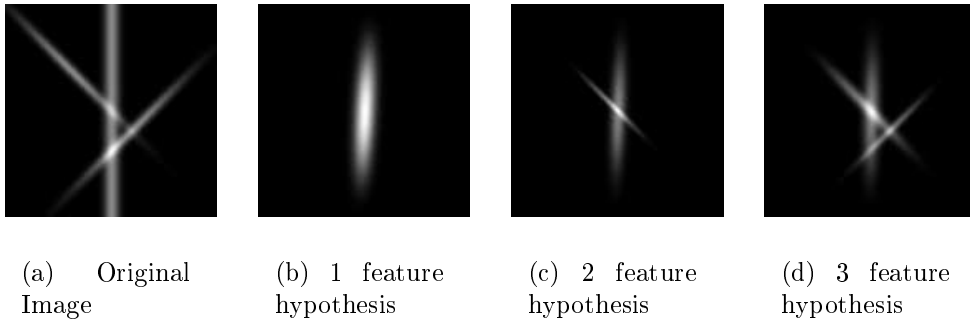 (a) Original
Image
(b) 1 feature
hypothesis
(c) 2 feature
hypothesis
(d) 3 feature
hypothesis